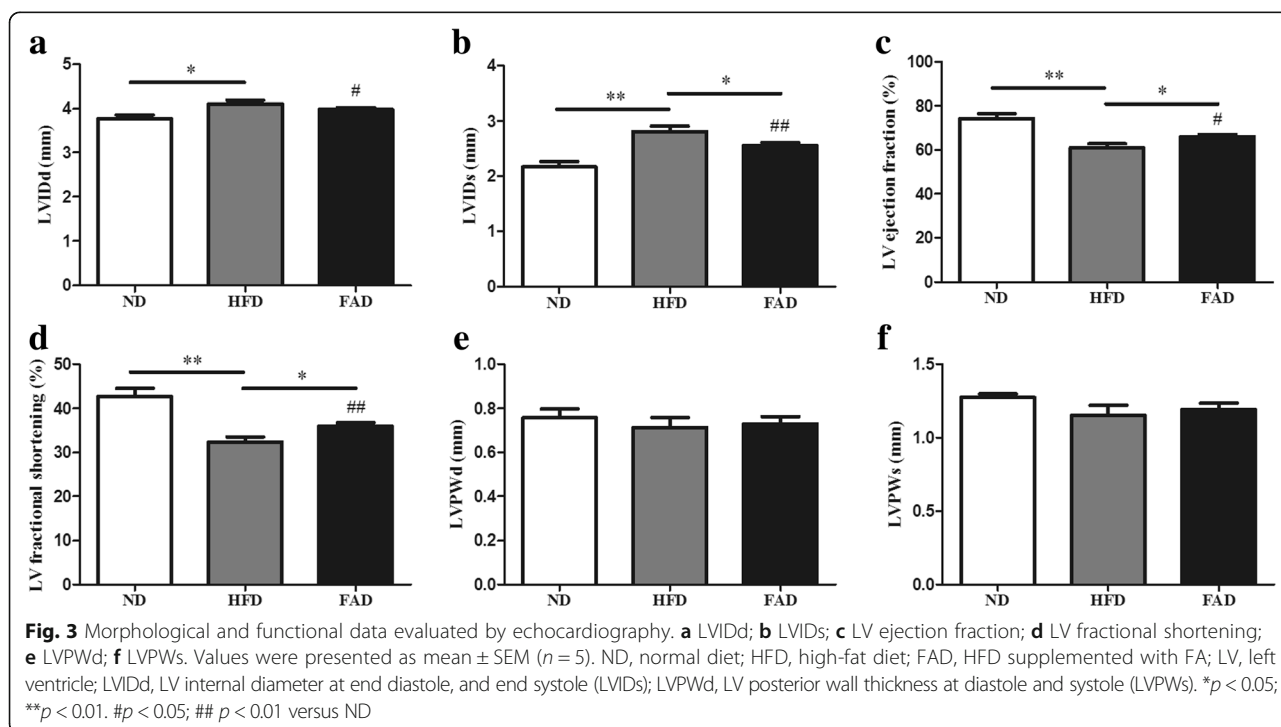 a
*
#
LVIDd (mm)
5
4
3
2
1
0
ND HFD FAD
b
**
*
##
LVIDs (mm)
4
3
2
1
0
ND HFD FAD
c
**
*
#
LV ejection fraction (%)
100
80
60
40
20
0
ND HFD FAD
d
**
*
##
LV fractional shortening (%)
50
40
30
20
10
0
ND HFD FAD
e
LVPWd (mm)
1.0
0.8
0.6
0.4
0.2
0.0
ND HFD FAD
f
LVPWs (mm)
1.5
1.0
0.5
0.0
ND HFD FAD
Fig. 3 Morphological and functional data evaluated by echocardiography. a LVIDd; b LVIDs; c LV ejection fraction; d LV fractional shortening;
e LVPWd; f LVPWs. Values were presented as mean ± SEM (n = 5). ND, normal diet; HFD, high-fat diet; FAD, HFD supplemented with FA; LV, left
ventricle; LVIDd, LV internal diameter at end diastole, and end systole (LVIDs); LVPWd, LV posterior wall thickness at diastole and systole (LVPWs). *p < 0.05;
**p < 0.01. #p < 0.05; ## p < 0.01 versus ND